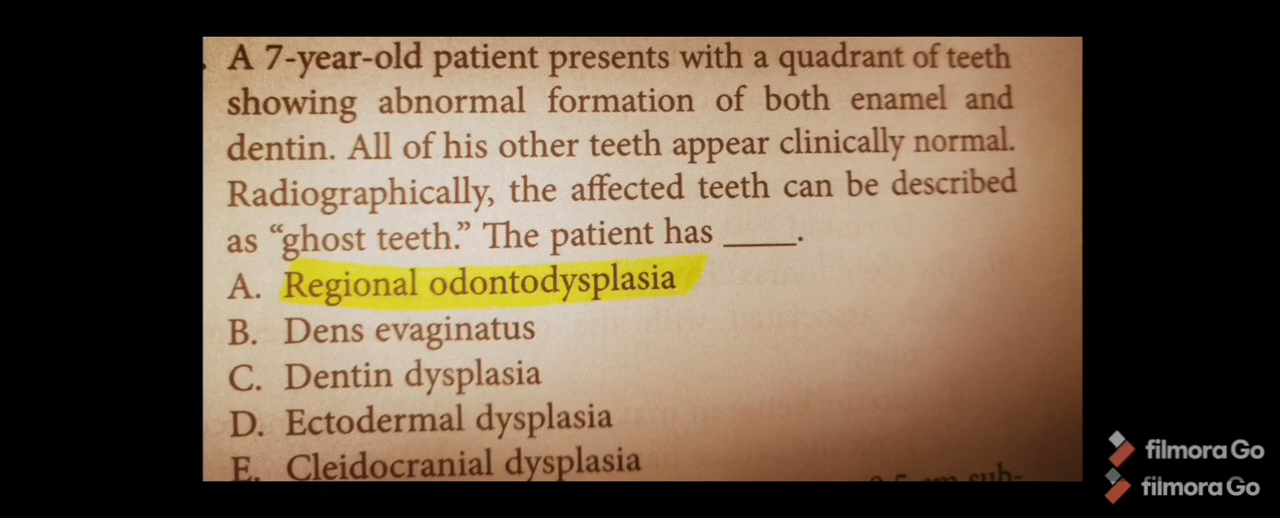 A 7-year-old patient presents with a quadrant of teeth
showing abnormal formation of both enamel and
dentin. All of his other teeth appear clinically normal.
Radiographically, the affected teeth can be described
as “ghost teeth.” The patient has ____.
A. Regional odontodysplasia
B. Dens evaginatus
C. Dentin dysplasia
D. Ectodermal dysplasia
E. Cleidocranial dysplasia
filmora Go
filmora Go